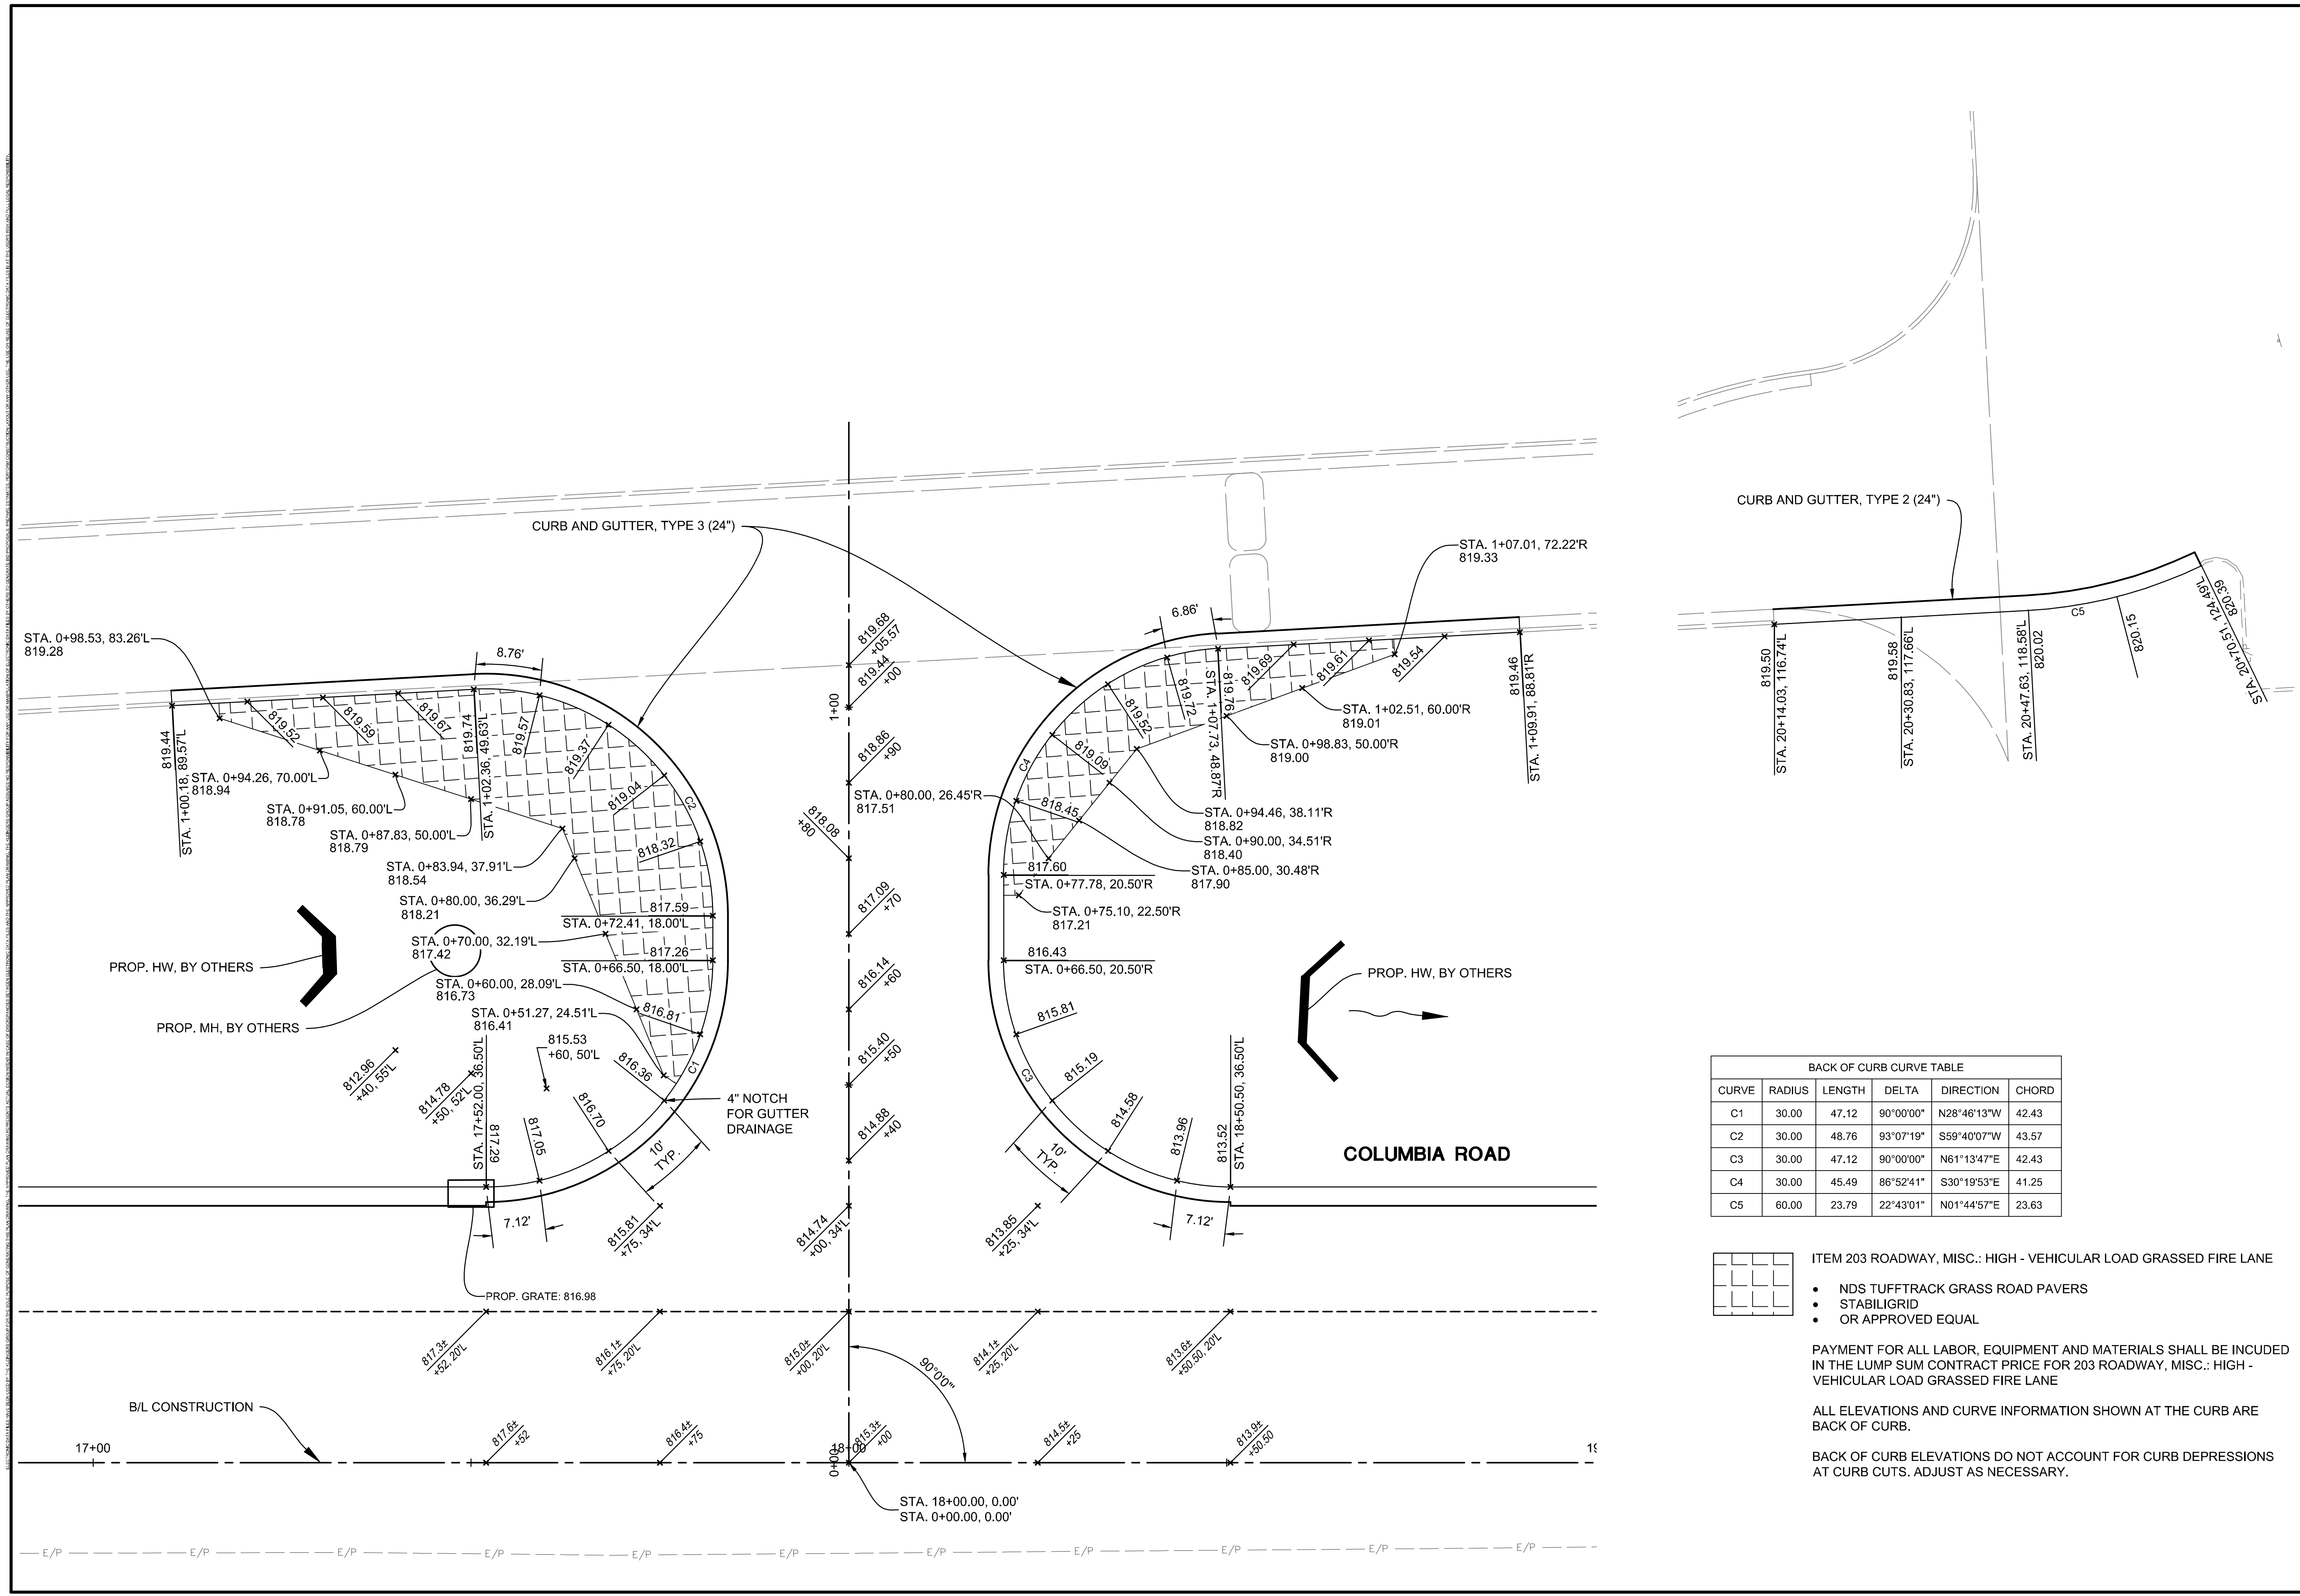 CURB AND GUTTER, TYPE 3 (24")
CURB AND GUTTER, TYPE 2 (24")
STA. 0+98.53, 83.26'L
819.28
8.76'
819.44
STA. 1+00.18, 89.57'L
819.52
819.59
819.67
819.74
STA. 1+02.36, 49.63'L
819.57
819.37
819.04
C2
818.32
STA. 0+94.26, 70.00'L
818.94
STA. 0+91.05, 60.00'L
818.78
STA. 0+87.83, 50.00'L
818.79
STA. 0+83.94, 37.91'L
818.54
STA. 0+80.00, 36.29'L
818.21
817.59
STA. 0+72.41, 18.00'L
STA. 0+70.00, 32.19'L
817.42
817.26
STA. 0+66.50, 18.00'L
STA. 0+60.00, 28.09'L
816.73
816.81
STA. 0+51.27, 24.51'L
816.41
PROP. HW, BY OTHERS
PROP. MH, BY OTHERS
812.96
+40, 55'L
814.78
+50, 52'L
STA. 17+52.00, 36.50'L
817.29
815.53
+60, 50'L
816.36
816.70
817.05
C1
4" NOTCH
FOR GUTTER
DRAINAGE
10'
TYP.
7.12'
PROP. GRATE: 816.98
815.81
+75, 34'L
814.74
+00, 34'L
813.85
+25, 34'L
819.68
+05.57
819.44
+00
1+00
818.86
+90
818.08
+80
817.09
+70
816.14
+60
815.40
+50
814.88
+40
6.86'
STA. 1+07.01, 72.22'R
819.33
819.72
819.76
STA. 1+07.73, 48.87'R
819.69
819.61
819.54
819.46
STA. 1+09.91, 88.81'R
819.52
819.09
C4
818.45
STA. 1+02.51, 60.00'R
819.01
STA. 0+98.83, 50.00'R
819.00
STA. 0+80.00, 26.45'R
817.51
STA. 0+94.46, 38.11'R
818.82
STA. 0+90.00, 34.51'R
818.40
STA. 0+85.00, 30.48'R
817.90
817.60
STA. 0+77.78, 20.50'R
STA. 0+75.10, 22.50'R
817.21
816.43
STA. 0+66.50, 20.50'R
PROP. HW, BY OTHERS
815.81
815.19
C3
814.58
813.96
813.52
STA. 18+50.50, 36.50'L
10'
TYP.
7.12'
COLUMBIA ROAD
817.3±
+52, 20'L
816.1±
+75, 20'L
815.0±
+00, 20'L
814.1±
+25, 20'L
813.6±
+50.50, 20'L
90°0'0"
B/L CONSTRUCTION
17+00
817.6±
+52
816.4±
+75
18+00
815.3±
+00
0+00
814.5±
+25
813.9±
+50.50
19
STA. 18+00.00, 0.00'
STA. 0+00.00, 0.00'
E/P E/P E/P E/P E/P E/P E/P E/P E/P E/P E/P
819.50
STA. 20+14.03, 116.74'L
819.58
STA. 20+30.83, 117.66'L
STA. 20+47.63, 118.58'L
820.02
C5
820.15
820.39
STA. 20+70.51, 124.49'L
BACK OF CURB CURVE TABLE
CURVE RADIUS LENGTH DELTA DIRECTION CHORD
C1 30.00 47.12 90°00'00" N28°46'13"W 42.43
C2 30.00 48.76 93°07'19" S59°40'07"W 43.57
C3 30.00 47.12 90°00'00" N61°13'47"E 42.43
C4 30.00 45.49 86°52'41" S30°19'53"E 41.25
C5 60.00 23.79 22°43'01" N01°44'57"E 23.63
ITEM 203 ROADWAY, MISC.: HIGH - VEHICULAR LOAD GRASSED FIRE LANE
• NDS TUFFTRACK GRASS ROAD PAVERS
• STABILIGRID
• OR APPROVED EQUAL
PAYMENT FOR ALL LABOR, EQUIPMENT AND MATERIALS SHALL BE INCUDED
IN THE LUMP SUM CONTRACT PRICE FOR 203 ROADWAY, MISC.: HIGH -
VEHICULAR LOAD GRASSED FIRE LANE
ALL ELEVATIONS AND CURVE INFORMATION SHOWN AT THE CURB ARE
BACK OF CURB.
BACK OF CURB ELEVATIONS DO NOT ACCOUNT FOR CURB DEPRESSIONS
AT CURB CUTS. ADJUST AS NECESSARY.